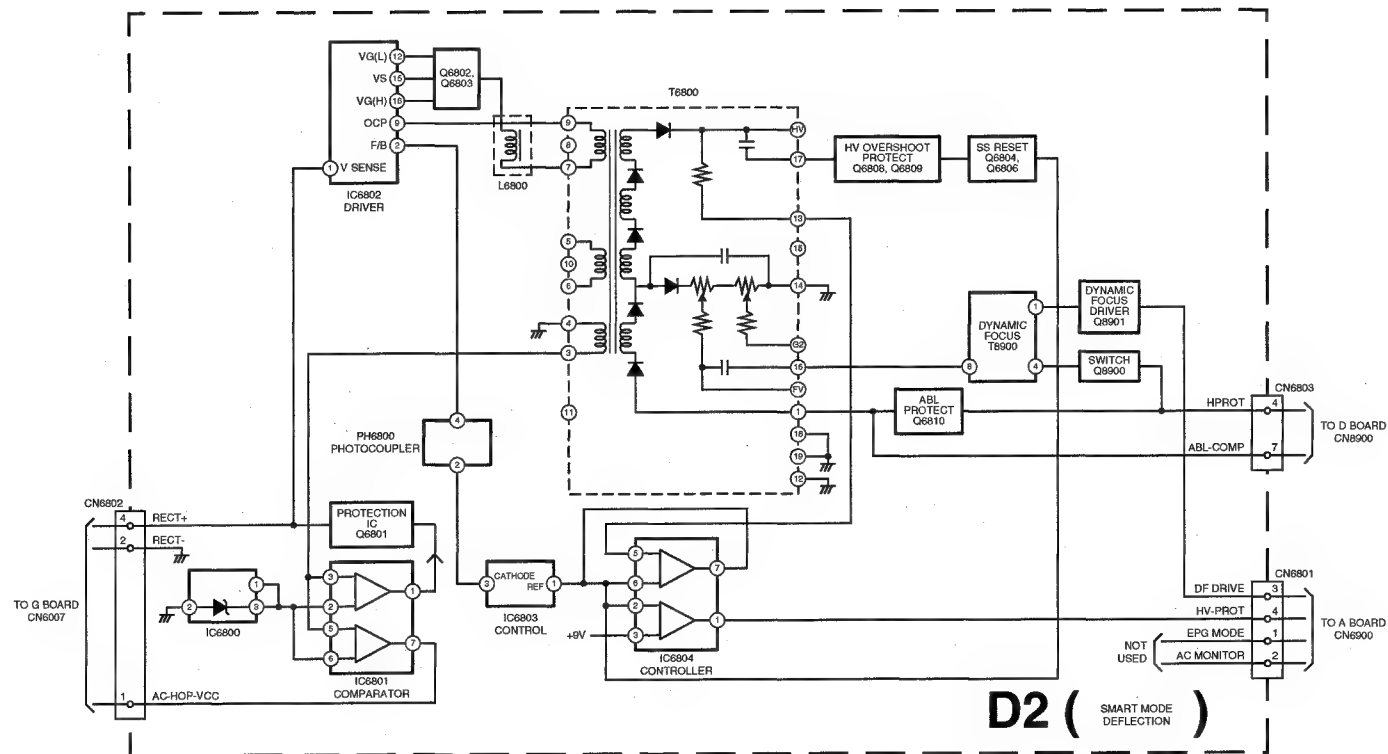 VG(L) 12
VS 15
VG(H) 16
OCP 9
F/B 2
1 V SENSE
IC6802
DRIVER
Q6802,
Q6803
L6800
T6800
9
8
7
5
10
6
4
3
11
HV
17
13
15
14
G2
16
FV
1
18
19
12
HV OVERSHOOT
PROTECT
Q6808, Q6809
SS RESET
Q6804,
Q6806
DYNAMIC
FOCUS
T8900
1
8
4
DYNAMIC
FOCUS
DRIVER
Q8901
SWITCH
Q8900
ABL
PROTECT
Q6810
CN6803
HPROT 4
ABL-COMP 7
TO D BOARD
CN8900
4
PH6800
PHOTOCOUPLER
2
CN6802
4 RECT+
2 RECT-
TO G BOARD
CN6007
1 AC-HOP-VCC
PROTECTION
IC
Q6801
1
2 3
IC6800
3
2
5
6
1
7
IC6801
COMPARATOR
3 CATHODE
REF 1
IC6803
CONTROL
+9V
5
6
2
3
7
1
IC6804
CONTROLLER
CN6801
DF DRIVE 3
HV-PROT 4
EPG MODE 1
AC MONITOR 2
NOT
USED
TO A BOARD
CN6900
D2 ( SMART MODE
DEFLECTION )